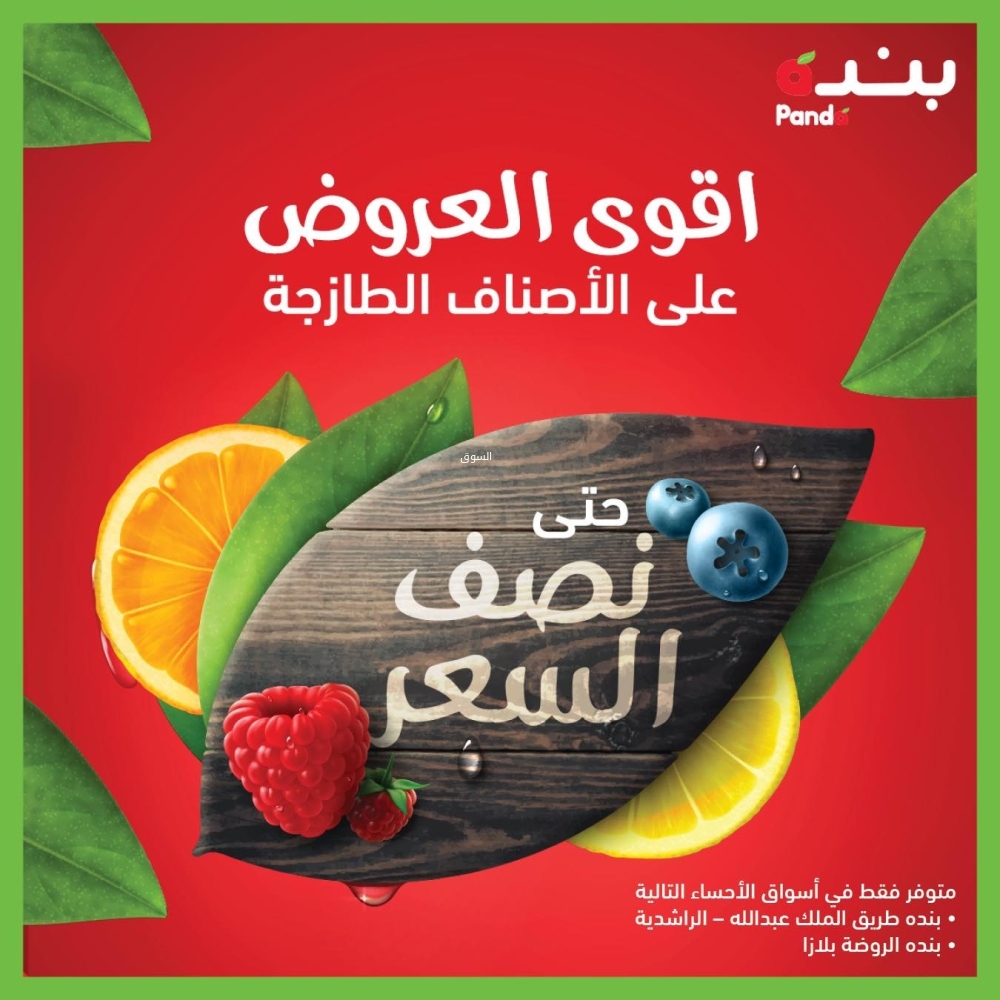 بنده
Panda
اقوى العروض
على الأصناف الطازجة
السوق
حتى
نصف
السعر
متوفر فقط في أسواق الأحساء التالية
• بنده طريق الملك عبدالله – الراشدية
• بنده الروضة بلازا